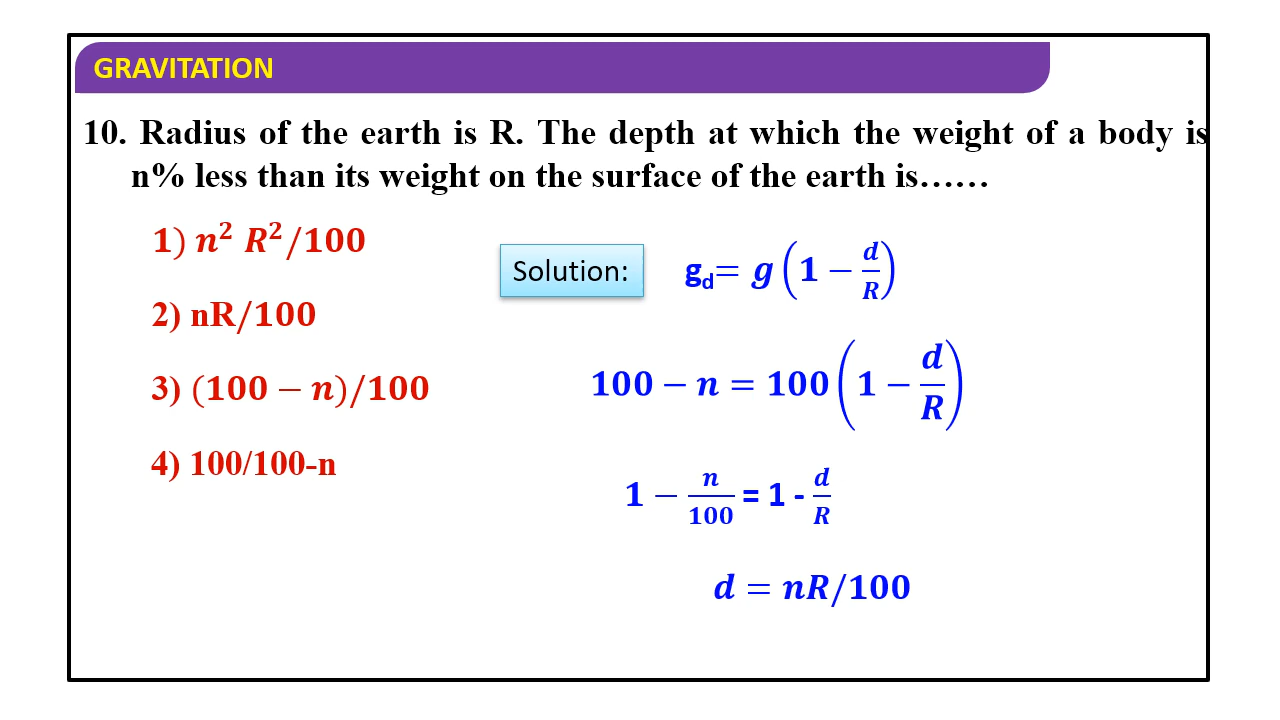 GRAVITATION
10. Radius of the earth is R. The depth at which the weight of a body is
n% less than its weight on the surface of the earth is……
1) n² R²/100
2) nR/100
3) (100 − n)/100
4) 100/100-n
Solution:
g_d= g(1 − d/R)
100 − n = 100(1 − d/R)
1 − n/100 = 1 - d/R
d = nR/100